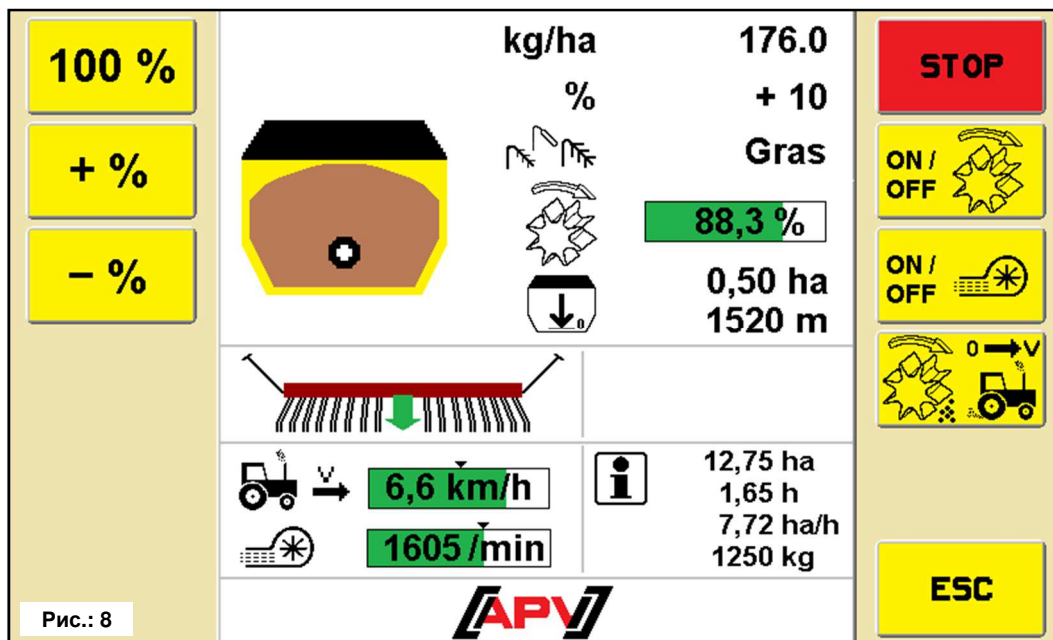 100 %
+ %
– %
kg/ha 176.0
% + 10
Gras
88,3 %
0,50 ha
1520 m
0
V
6,6 km/h
1605 /min
i
12,75 ha
1,65 h
7,72 ha/h
1250 kg
APV
STOP
ON /
OFF
ON /
OFF
0 V
ESC
Рис.: 8